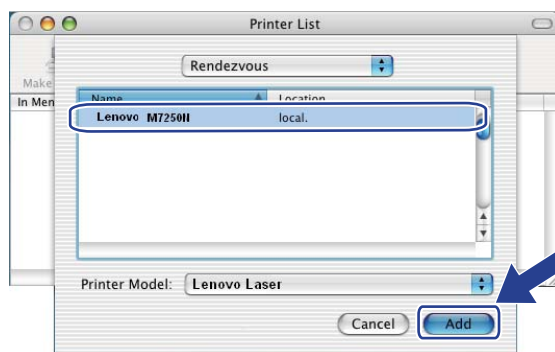 Printer List
Rendezvous
Make
In Men
Name Location
Lenovo M7250N local.
Printer Model: Lenovo Laser
Cancel Add